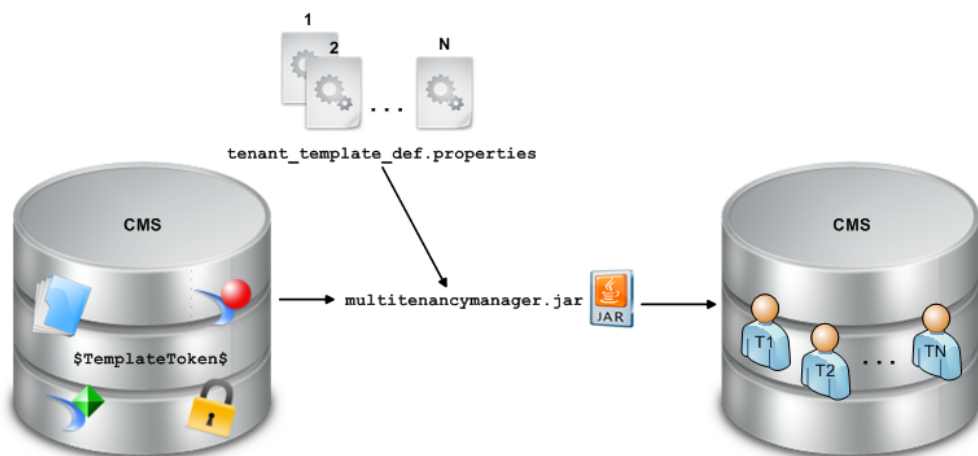 1
2
N
...
tenant_template_def.properties
CMS
CMS
multitenancymanager.jar
JAR
$TemplateToken$
T1
T2
...
TN